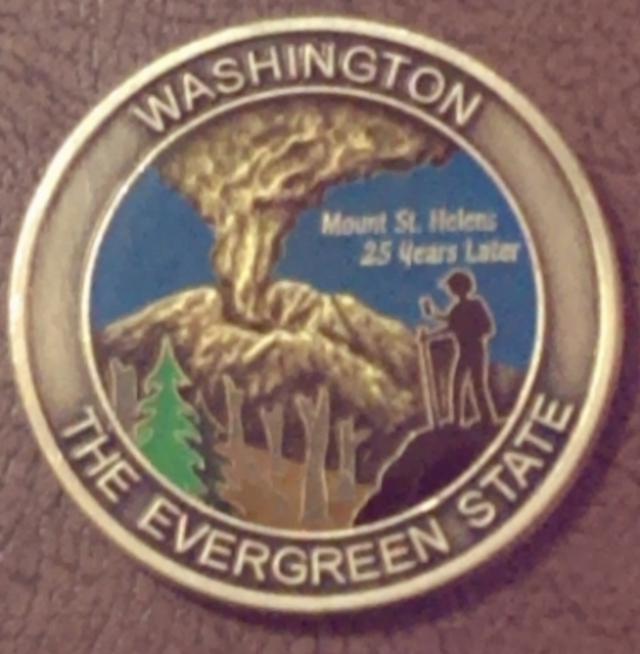 WASHINGTON
Mount St. Helens
25 Years Later
THE EVERGREEN STATE